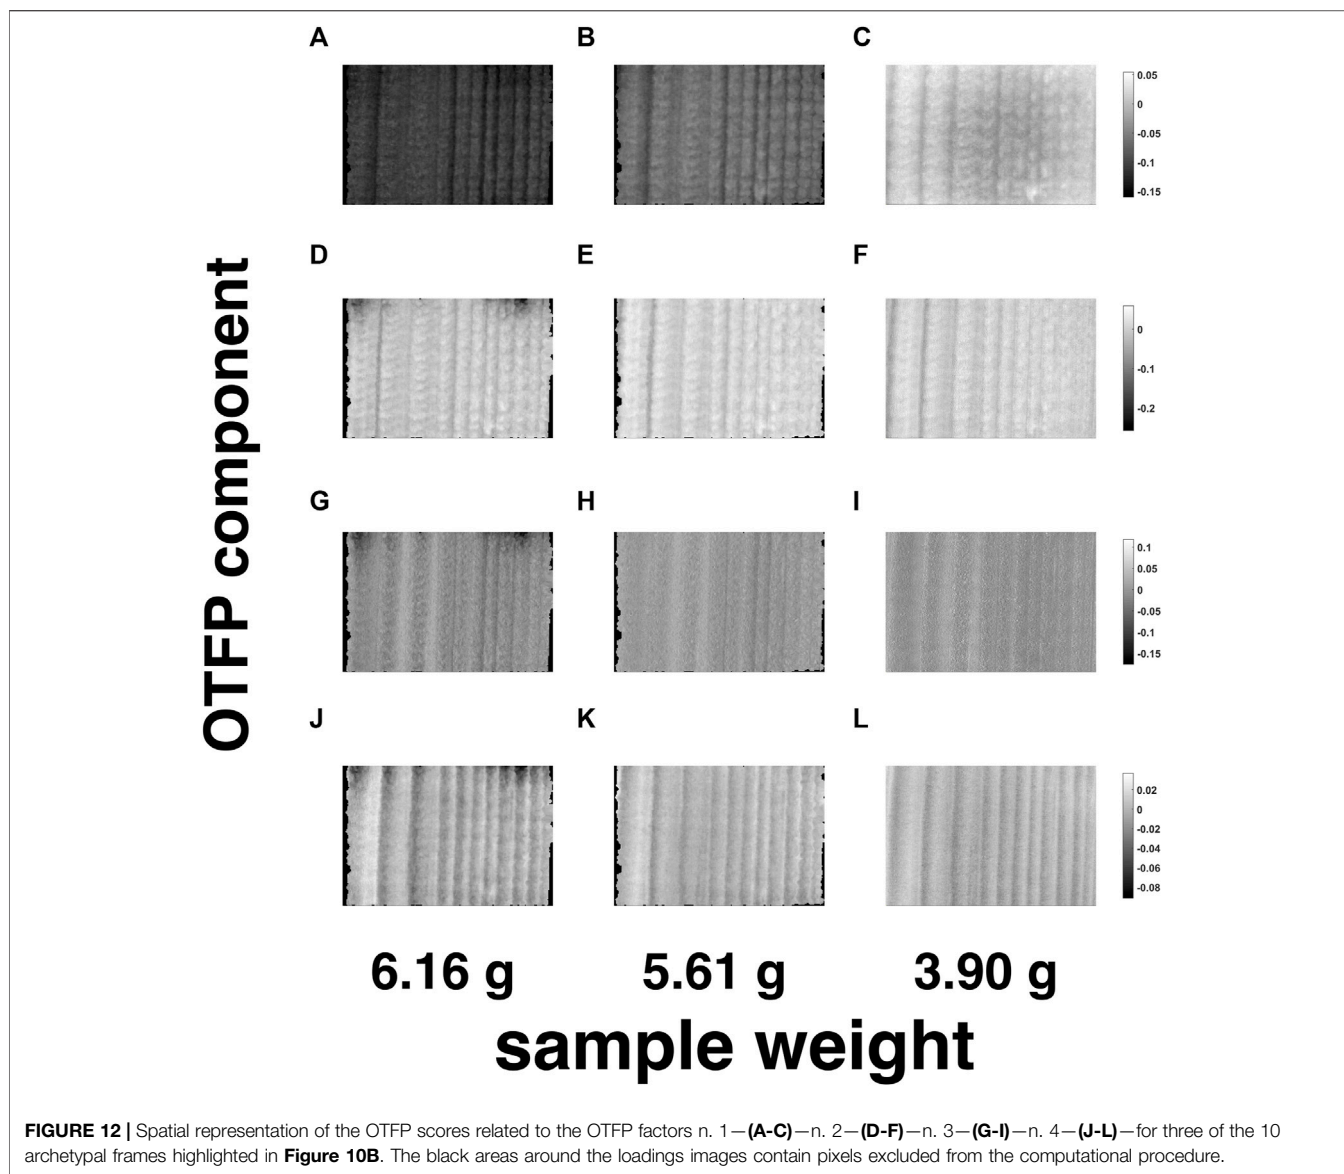 A
B
C
0.05
0
-0.05
-0.1
-0.15
D
E
F
0
-0.1
-0.2
G
H
I
0.1
0.05
0
-0.05
-0.1
-0.15
J
K
L
0.02
0
-0.02
-0.04
-0.06
-0.08
OTFP component
6.16 g
5.61 g
3.90 g
sample weight
FIGURE 12 | Spatial representation of the OTFP scores related to the OTFP factors n. 1—(A-C)—n. 2—(D-F)—n. 3—(G-I)—n. 4—(J-L)—for three of the 10
archetypal frames highlighted in Figure 10B. The black areas around the loadings images contain pixels excluded from the computational procedure.